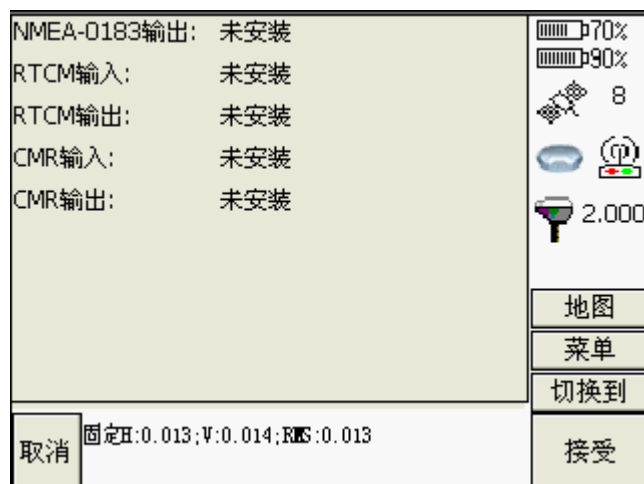 NMEA-0183输出: 未安装
RTCM输入: 未安装
RTCM输出: 未安装
CMR输入: 未安装
CMR输出: 未安装
70%
90%
8
2.000
地图
菜单
切换到
取消
固定H:0.013;V:0.014;RMS:0.013
接受